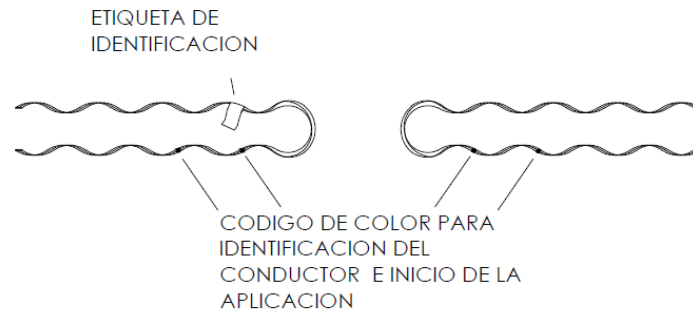 ETIQUETA DE
IDENTIFICACION
CODIGO DE COLOR PARA
IDENTIFICACION DEL
CONDUCTOR E INICIO DE LA
APLICACION